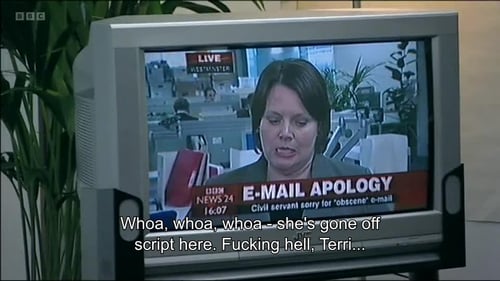 BBC
LIVE
WESTMINSTER
E-MAIL APOLOGY
BBC
NEWS 24
16:07
Civil servant sorry for 'obscene' e-mail
Whoa, whoa, whoa - she's gone off
script here. Fucking hell, Terri...